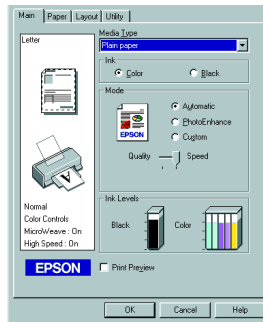 Main Paper Layout Utility
Letter
Media Type
Plain paper
Ink
Color Black
Mode
EPSON
Automatic
PhotoEnhance
Custom
Quality Speed
A
Normal
Color Controls
MicroWeave : On
High Speed : On
Ink Levels
Black Color
EPSON
Print Preview
OK Cancel Help